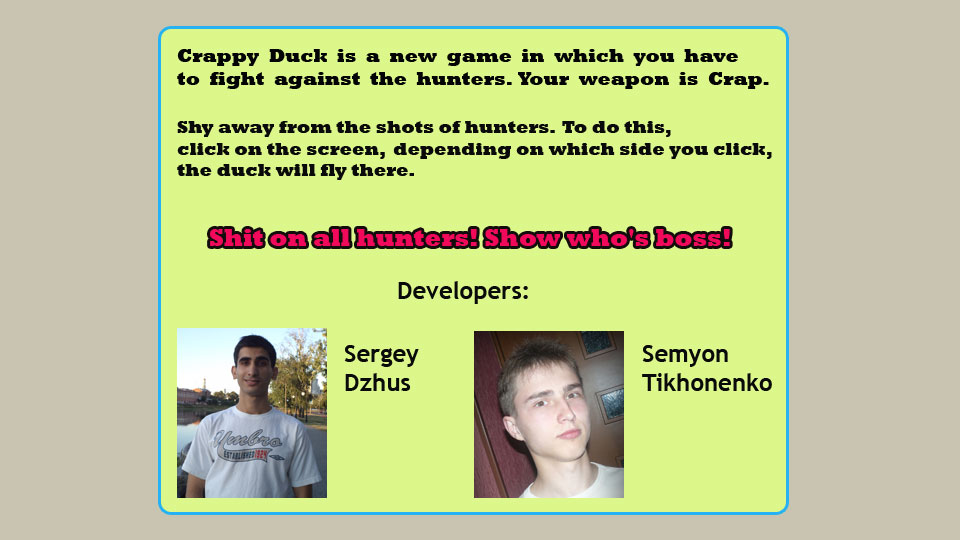 Crappy Duck is a new game in which you have
to fight against the hunters. Your weapon is Crap.
Shy away from the shots of hunters. To do this,
click on the screen, depending on which side you click,
the duck will fly there.
Shit on all hunters! Show who's boss!
Developers:
Sergey
Dzhus
Semyon
Tikhonenko
Umbro
ESTABLISHED 1924